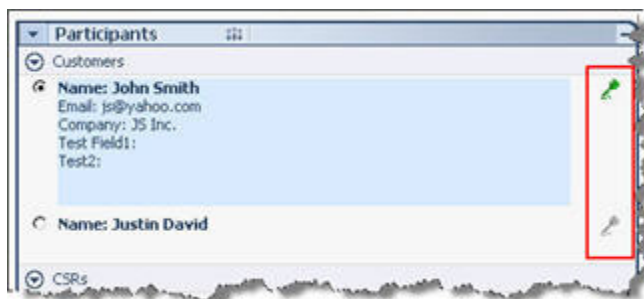 Participants
Customers
Name: John Smith
Email: js@yahoo.com
Company: JS Inc.
Test Field1:
Test2:
Name: Justin David
CSRs